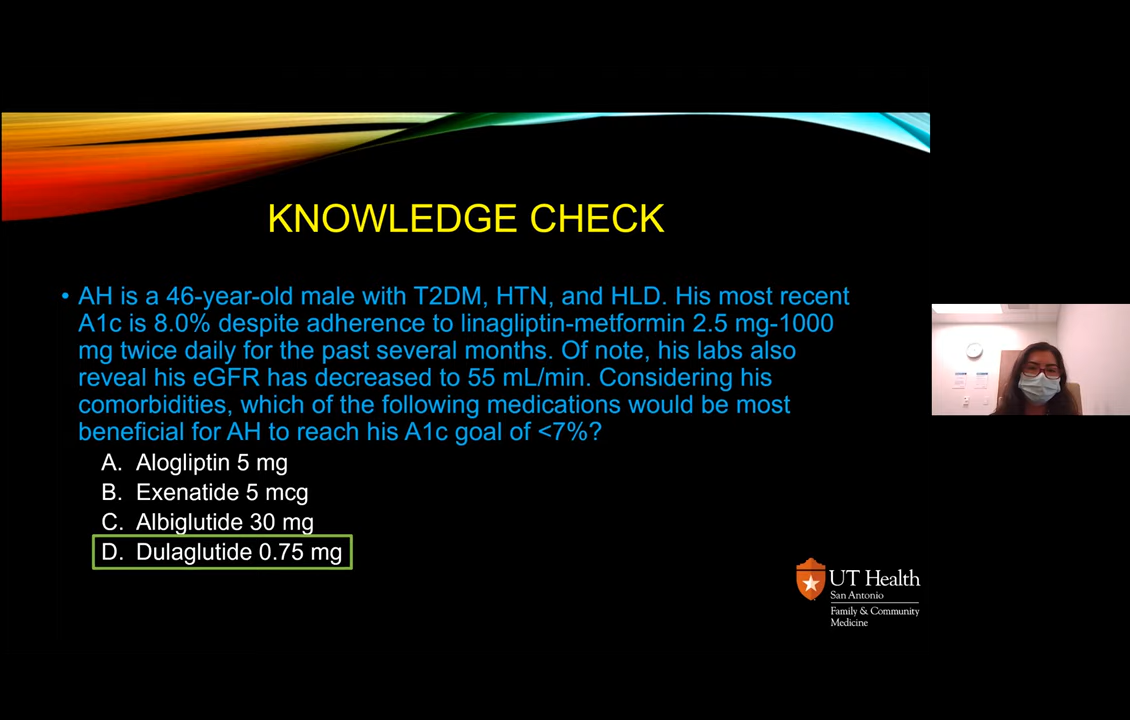 KNOWLEDGE CHECK
• AH is a 46-year-old male with T2DM, HTN, and HLD. His most recent
A1c is 8.0% despite adherence to linagliptin-metformin 2.5 mg-1000
mg twice daily for the past several months. Of note, his labs also
reveal his eGFR has decreased to 55 mL/min. Considering his
comorbidities, which of the following medications would be most
beneficial for AH to reach his A1c goal of <7%?
A. Alogliptin 5 mg
B. Exenatide 5 mcg
C. Albiglutide 30 mg
D. Dulaglutide 0.75 mg
UT Health
San Antonio
Family & Community
Medicine